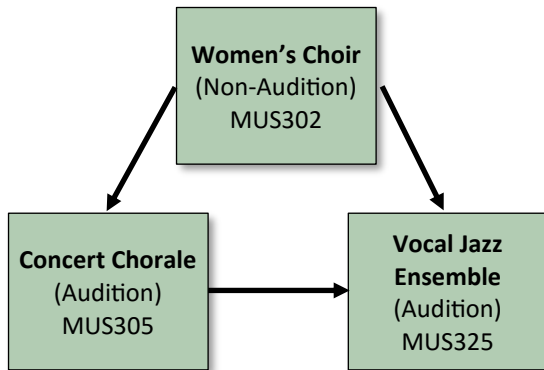 Women’s Choir
(Non-Audition)
MUS302
Concert Chorale
(Audition)
MUS305
Vocal Jazz
Ensemble
(Audition)
MUS325